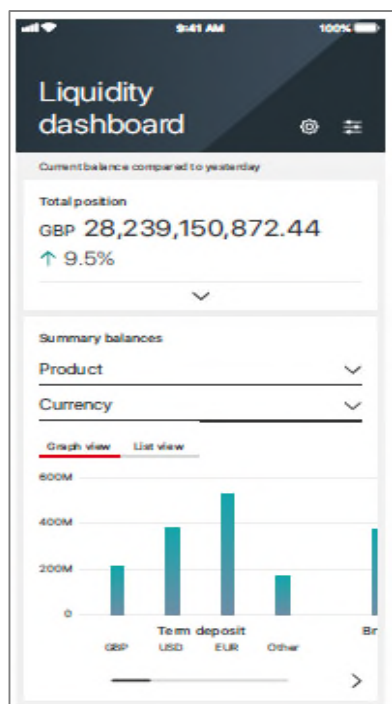 9:41 AM 100%
Liquidity
dashboard
Current balance compared to yesterday
Total position
GBP 28,239,150,872.44
↑ 9.5%
Summary balances
Product
Currency
Graph view List view
600M
400M
200M
0
Term deposit Br
GBP USD EUR Other